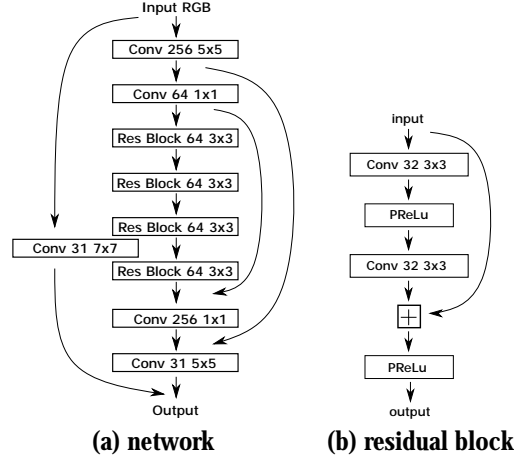 Input RGB
Conv 256 5x5
Conv 64 1x1
Res Block 64 3x3
Res Block 64 3x3
Res Block 64 3x3
Conv 31 7x7
Res Block 64 3x3
Conv 256 1x1
Conv 31 5x5
Output
(a) network
input
Conv 32 3x3
PReLu
Conv 32 3x3
+
PReLu
output
(b) residual block